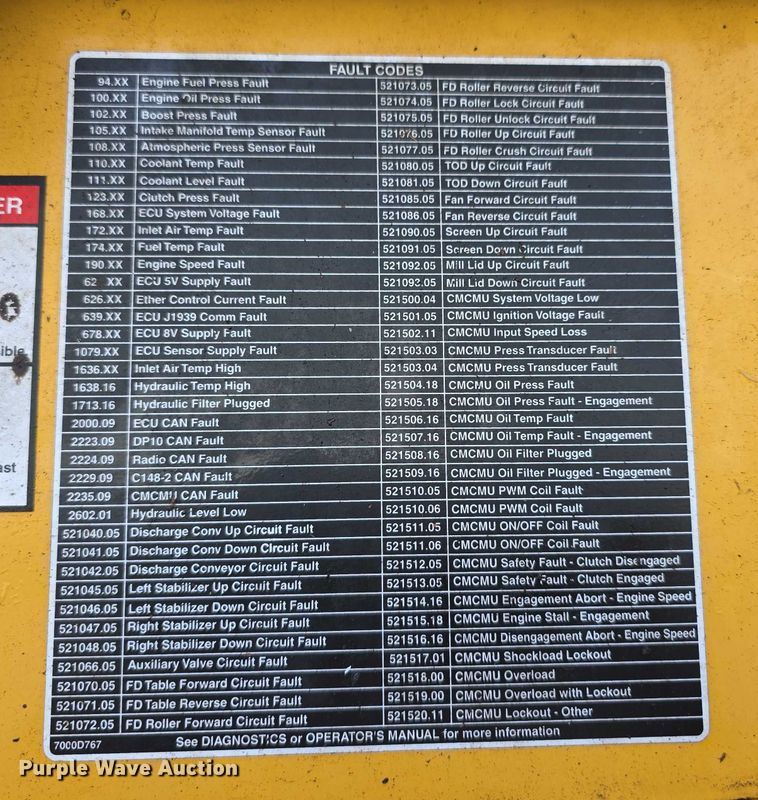 FAULT CODES
94.XX Engine Fuel Press Fault
100.XX Engine Oil Press Fault
102.XX Boost Press Fault
105.XX Intake Manifold Temp Sensor Fault
108.XX Atmospheric Press Sensor Fault
110.XX Coolant Temp Fault
111.XX Coolant Level Fault
123.XX Clutch Press Fault
168.XX ECU System Voltage Fault
172.XX Inlet Air Temp Fault
174.XX Fuel Temp Fault
190.XX Engine Speed Fault
62 XX ECU 5V Supply Fault
626.XX Ether Control Current Fault
639.XX ECU J1939 Comm Fault
678.XX ECU 8V Supply Fault
1079.XX ECU Sensor Supply Fault
1636.XX Inlet Air Temp High
1638.16 Hydraulic Temp High
1713.16 Hydraulic Filter Plugged
2000.09 ECU CAN Fault
2223.09 DP10 CAN Fault
2224.09 Radio CAN Fault
2229.09 C148-2 CAN Fault
2235.09 CMCMU CAN Fault
2602.01 Hydraulic Level Low
521040.05 Discharge Conv Up Circuit Fault
521041.05 Discharge Conv Down Circuit Fault
521042.05 Discharge Conveyor Circuit Fault
521045.05 Left Stabilizer Up Circuit Fault
521046.05 Left Stabilizer Down Circuit Fault
521047.05 Right Stabilizer Up Circuit Fault
521048.05 Right Stabilizer Down Circuit Fault
521066.05 Auxiliary Valve Circuit Fault
521070.05 FD Table Forward Circuit Fault
521071.05 FD Table Reverse Circuit Fault
521072.05 FD Roller Forward Circuit Fault
521073.05 FD Roller Reverse Circuit Fault
521074.05 FD Roller Lock Circuit Fault
521075.05 FD Roller Unlock Circuit Fault
521076.05 FD Roller Up Circuit Fault
521077.05 FD Roller Crush Circuit Fault
521080.05 TOD Up Circuit Fault
521081.05 TOD Down Circuit Fault
521085.05 Fan Forward Circuit Fault
521086.05 Fan Reverse Circuit Fault
521090.05 Screen Up Circuit Fault
521091.05 Screen Down Circuit Fault
521092.05 Mill Lid Up Circuit Fault
521093.05 Mill Lid Down Circuit Fault
521500.04 CMCMU System Voltage Low
521501.05 CMCMU Ignition Voltage Fault
521502.11 CMCMU Input Speed Loss
521503.03 CMCMU Press Transducer Fault
521503.04 CMCMU Press Transducer Fault
521504.18 CMCMU Oil Press Fault
521505.18 CMCMU Oil Press Fault - Engagement
521506.16 CMCMU Oil Temp Fault
521507.16 CMCMU Oil Temp Fault - Engagement
521508.16 CMCMU Oil Filter Plugged
521509.16 CMCMU Oil Filter Plugged - Engagement
521510.05 CMCMU PWM Coil Fault
521510.06 CMCMU PWM Coil Fault
521511.05 CMCMU ON/OFF Coil Fault
521511.06 CMCMU ON/OFF Coil Fault
521512.05 CMCMU Safety Fault - Clutch Disengaged
521513.05 CMCMU Safety Fault - Clutch Engaged
521514.16 CMCMU Engagement Abort - Engine Speed
521515.18 CMCMU Engine Stall - Engagement
521516.16 CMCMU Disengagement Abort - Engine Speed
521517.01 CMCMU Shockload Lockout
521518.00 CMCMU Overload
521519.00 CMCMU Overload with Lockout
521520.11 CMCMU Lockout - Other
7000D767 See DIAGNOSTICS or OPERATOR'S MANUAL for more information
ER
sible
ast
Purple Wave Auction